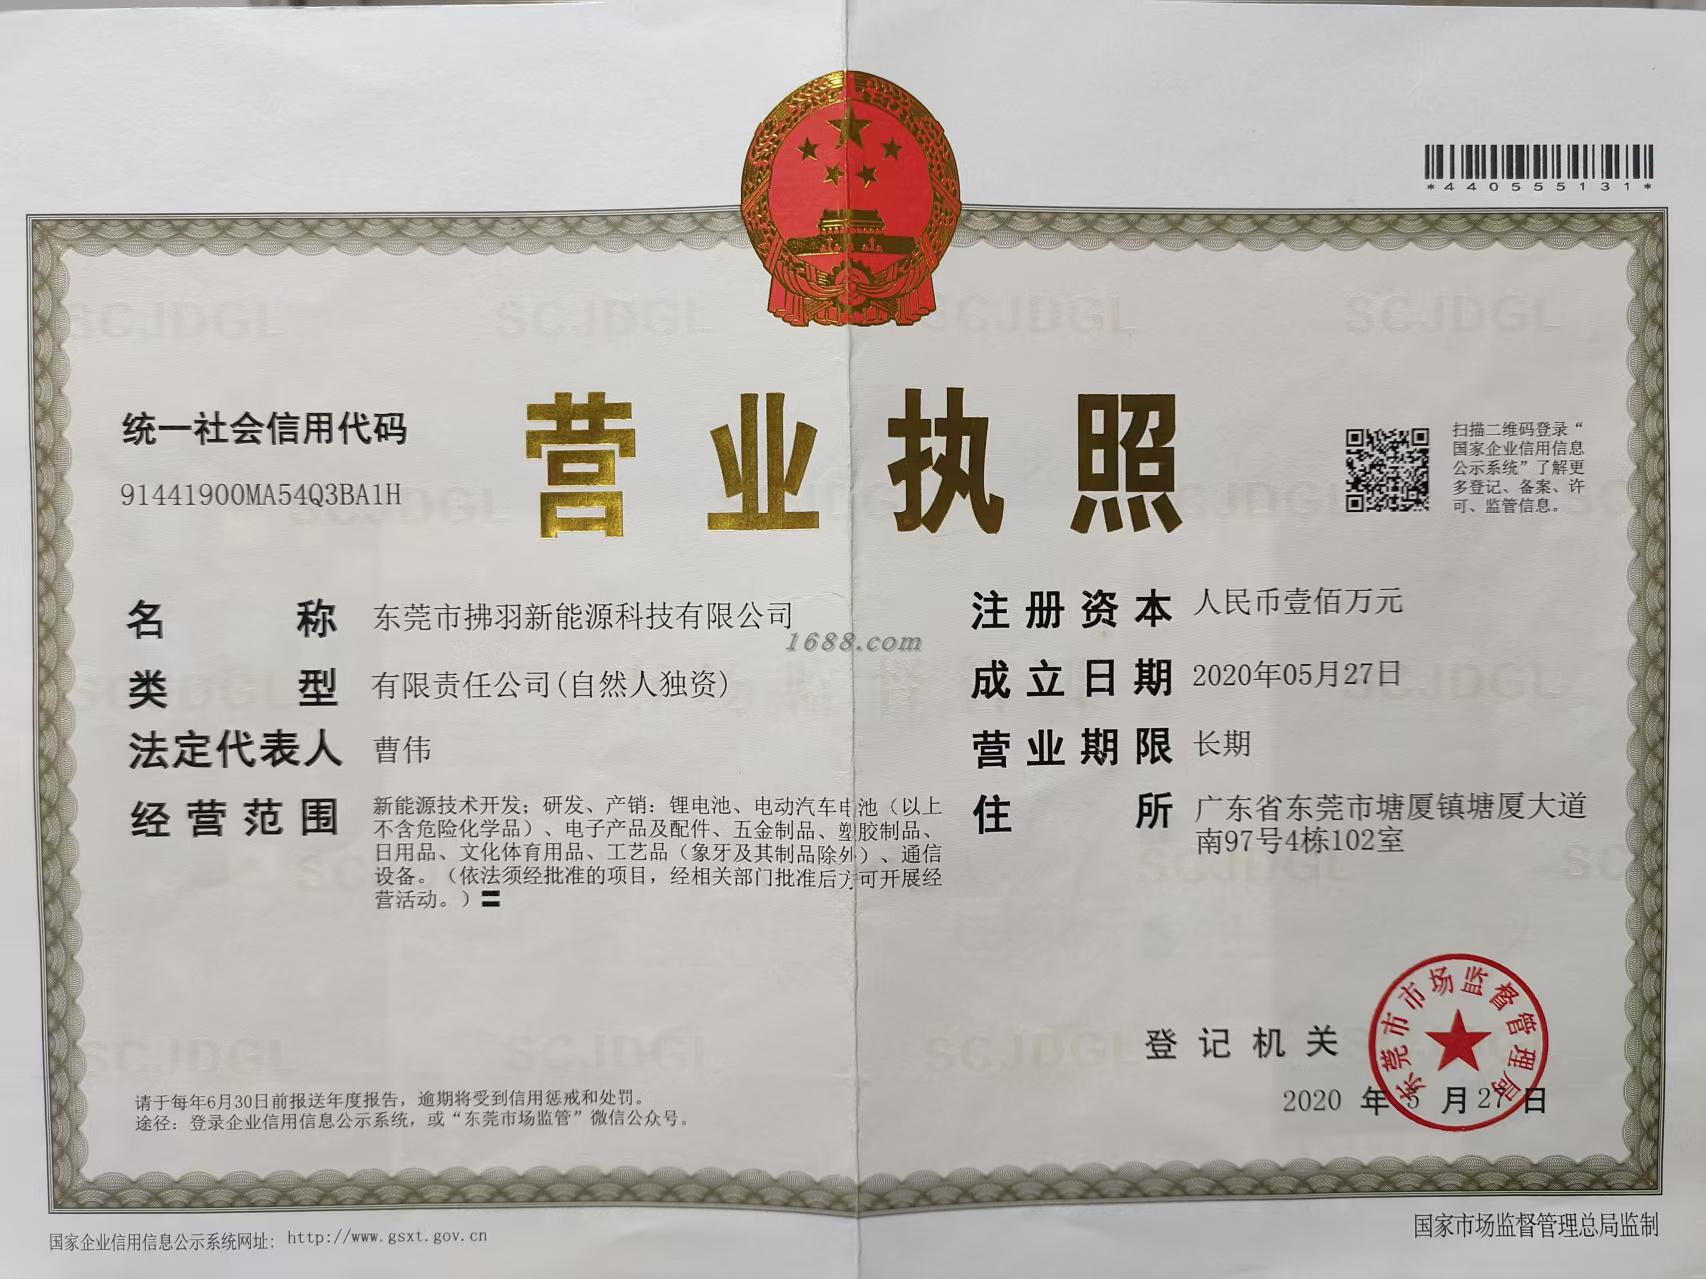 *440555131*
统一社会信用代码
91441900MA54Q3BA1H
营业执照
扫描二维码登录“
国家企业信用信息
公示系统”了解更
多登记、备案、许
可、监管信息。
名称 东莞市拂羽新能源科技有限公司
类型 有限责任公司(自然人独资)
法定代表人 曹伟
经营范围 新能源技术开发；研发、产销：锂电池、电动汽车电池（以上
不含危险化学品）、电子产品及配件、五金制品、塑胶制品、
日用品、文化体育用品、工艺品（象牙及其制品除外）、通信
设备。（依法须经批准的项目，经相关部门批准后方可开展经
营活动。）〓
注册资本 人民币壹佰万元
成立日期 2020年05月27日
营业期限 长期
住所 广东省东莞市塘厦镇塘厦大道
南97号4栋102室
1688.com
登记机关
东莞市市场监督管理局
2020 年 5 月 27 日
请于每年6月30日前报送年度报告，逾期将受到信用惩戒和处罚。
途径：登录企业信用信息公示系统，或“东莞市场监管”微信公众号。
国家企业信用信息公示系统网址：http://www.gsxt.gov.cn
国家市场监督管理总局监制
SCJDGL